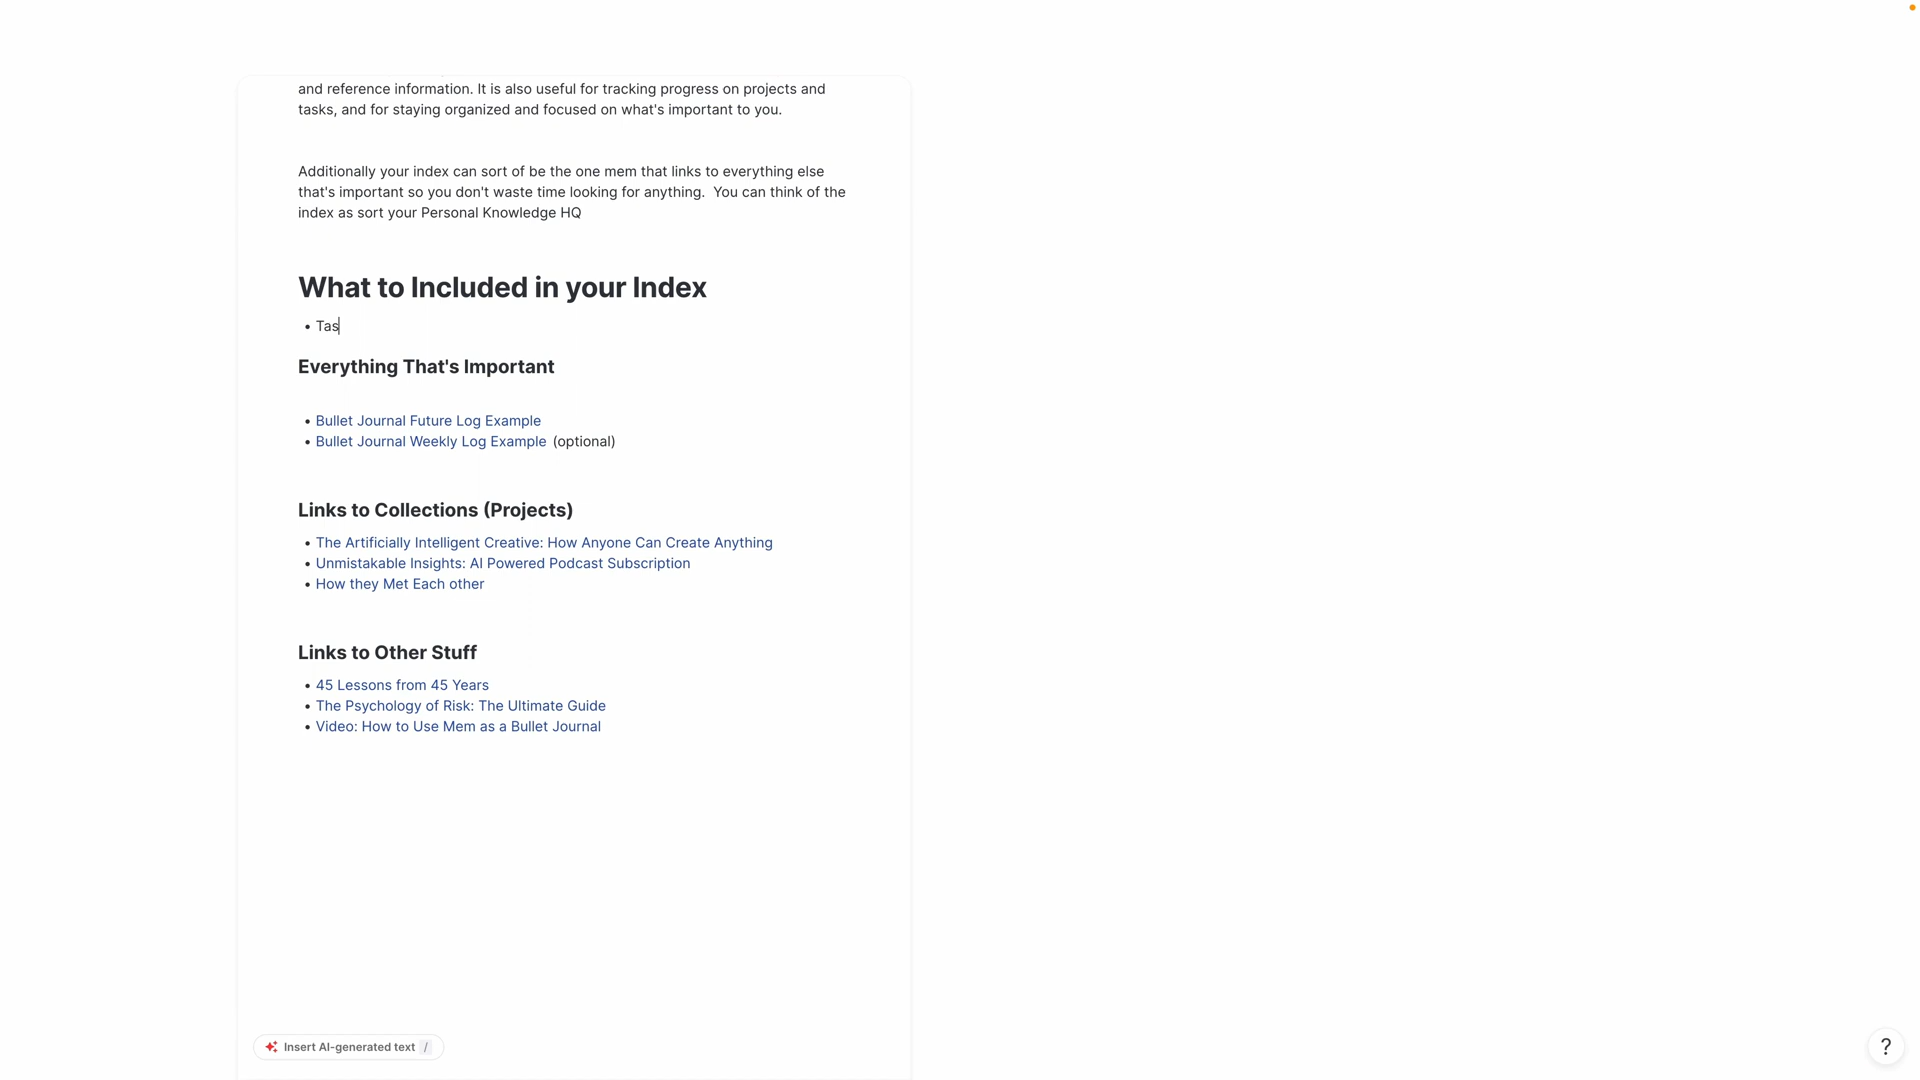 and reference information. It is also useful for tracking progress on projects and
tasks, and for staying organized and focused on what's important to you.
Additionally your index can sort of be the one mem that links to everything else
that's important so you don't waste time looking for anything.  You can think of the
index as sort your Personal Knowledge HQ
What to Included in your Index
• Tas
Everything That's Important
• Bullet Journal Future Log Example
• Bullet Journal Weekly Log Example (optional)
Links to Collections (Projects)
• The Artificially Intelligent Creative: How Anyone Can Create Anything
• Unmistakable Insights: AI Powered Podcast Subscription
• How they Met Each other
Links to Other Stuff
• 45 Lessons from 45 Years
• The Psychology of Risk: The Ultimate Guide
• Video: How to Use Mem as a Bullet Journal
Insert AI-generated text /
?